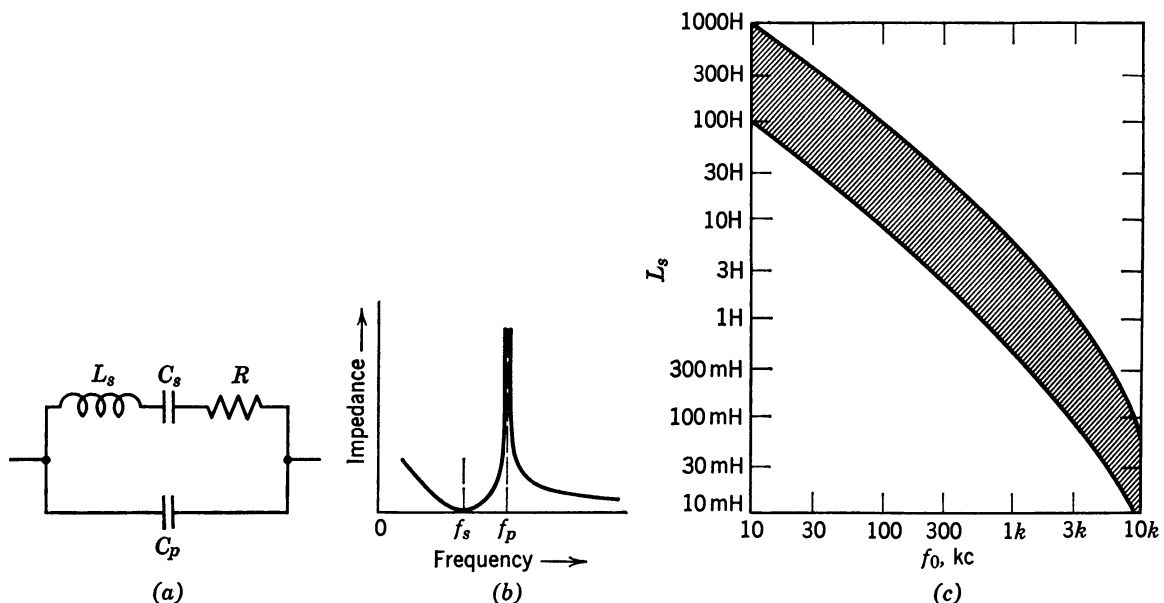 L_s
C_s
R
C_p
(a)
Impedance
0
f_s
f_p
Frequency
(b)
1000H
300H
100H
30H
10H
3H
1H
300 mH
100 mH
30 mH
10 mH
L_s
10
30
100
300
1k
3k
10k
f_0, kc
(c)